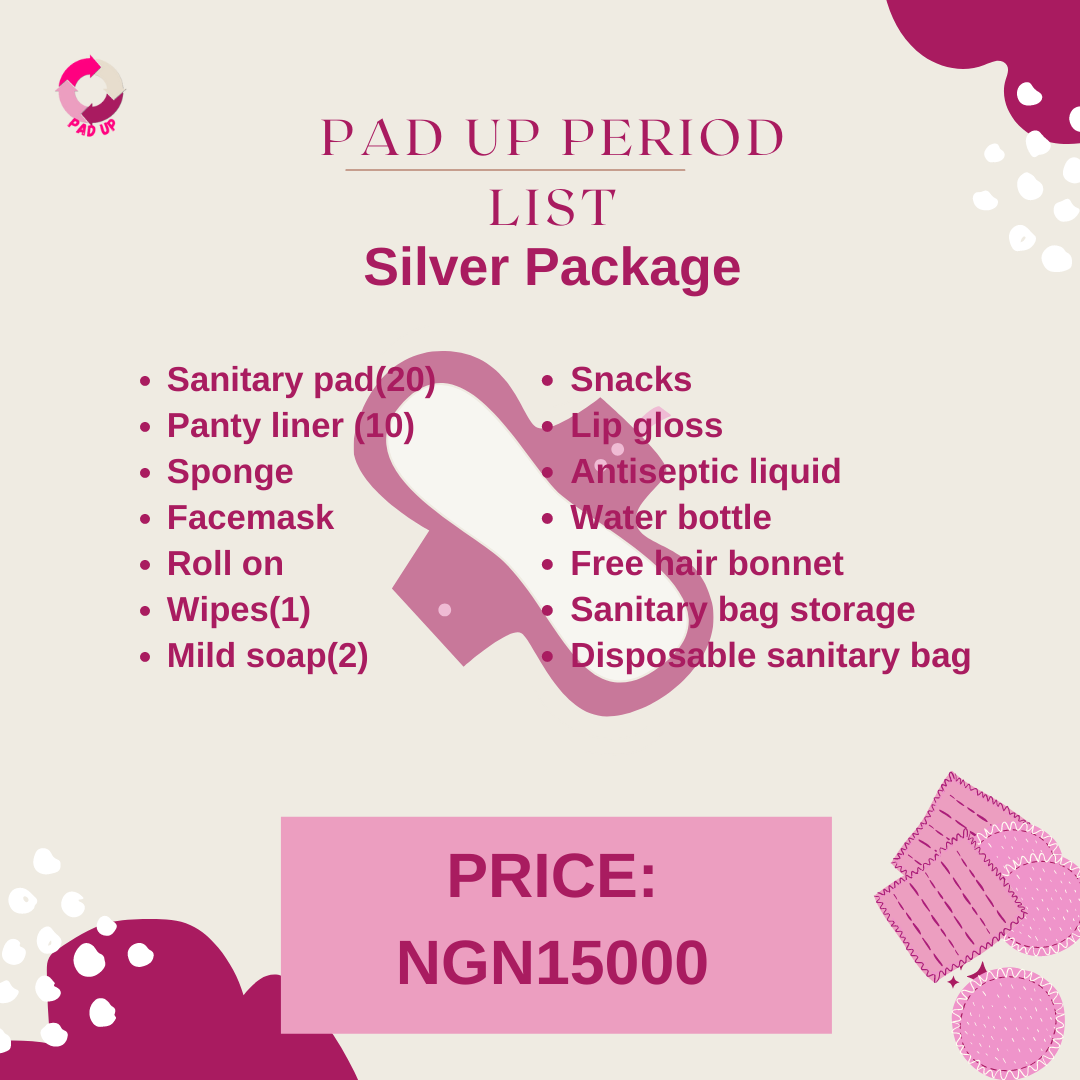 PAD UP
PAD UP PERIOD
LIST
Silver Package
• Sanitary pad(20)
• Panty liner (10)
• Sponge
• Facemask
• Roll on
• Wipes(1)
• Mild soap(2)
• Snacks
• Lip gloss
• Antiseptic liquid
• Water bottle
• Free hair bonnet
• Sanitary bag storage
• Disposable sanitary bag
PRICE:
NGN15000